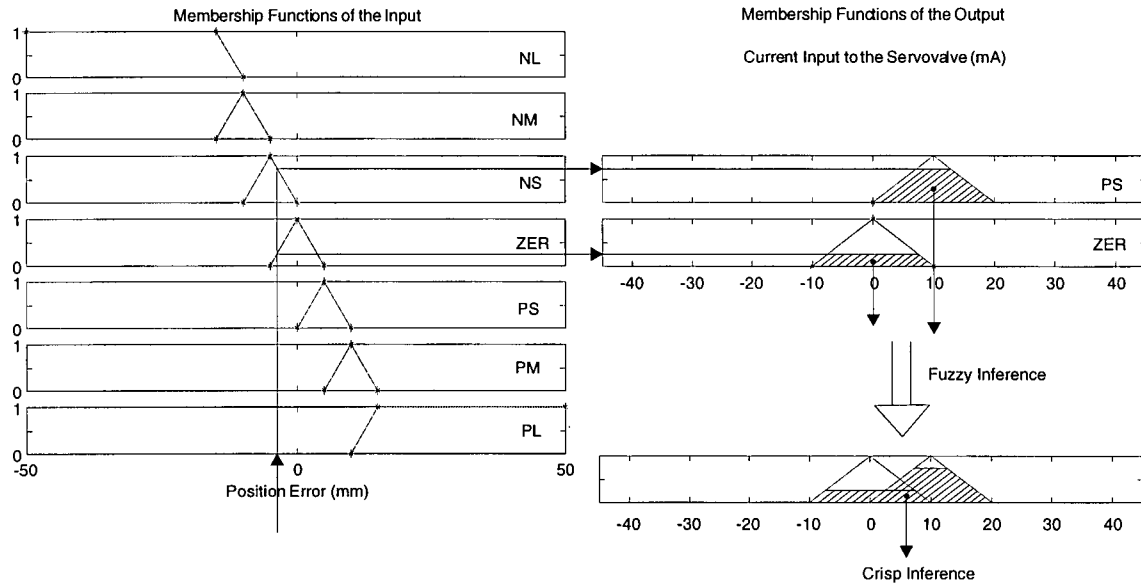 Membership Functions of the Input
1
0
NL
1
0
NM
1
0
NS
1
0
ZER
1
0
PS
1
0
PM
1
0
PL
-50 0 50
Position Error (mm)
Membership Functions of the Output
Current Input to the Servovalve (mA)
PS
ZER
-40 -30 -20 -10 0 10 20 30 40
Fuzzy Inference
-40 -30 -20 -10 0 10 20 30 40
Crisp Inference